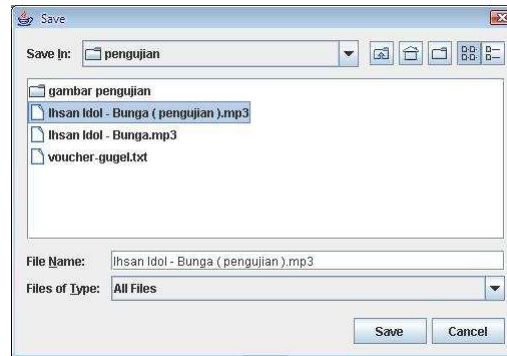 Save
Save In: pengujian
gambar pengujian
Ihsan Idol - Bunga ( pengujian ).mp3
Ihsan Idol - Bunga.mp3
voucher-gugel.txt
File Name: Ihsan Idol - Bunga ( pengujian ).mp3
Files of Type: All Files
Save Cancel